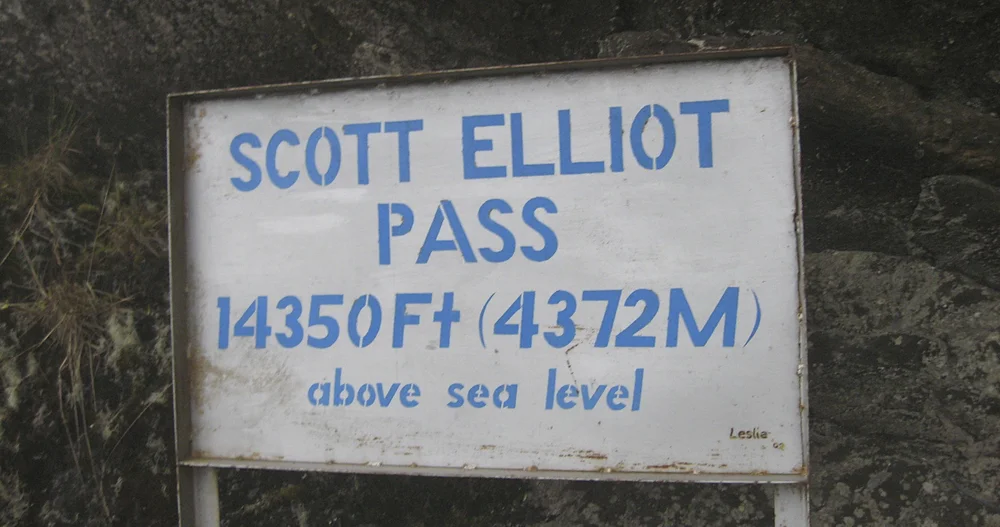 SCOTT ELLIOT
PASS
14350Ft (4372M)
above sea level
Leslie